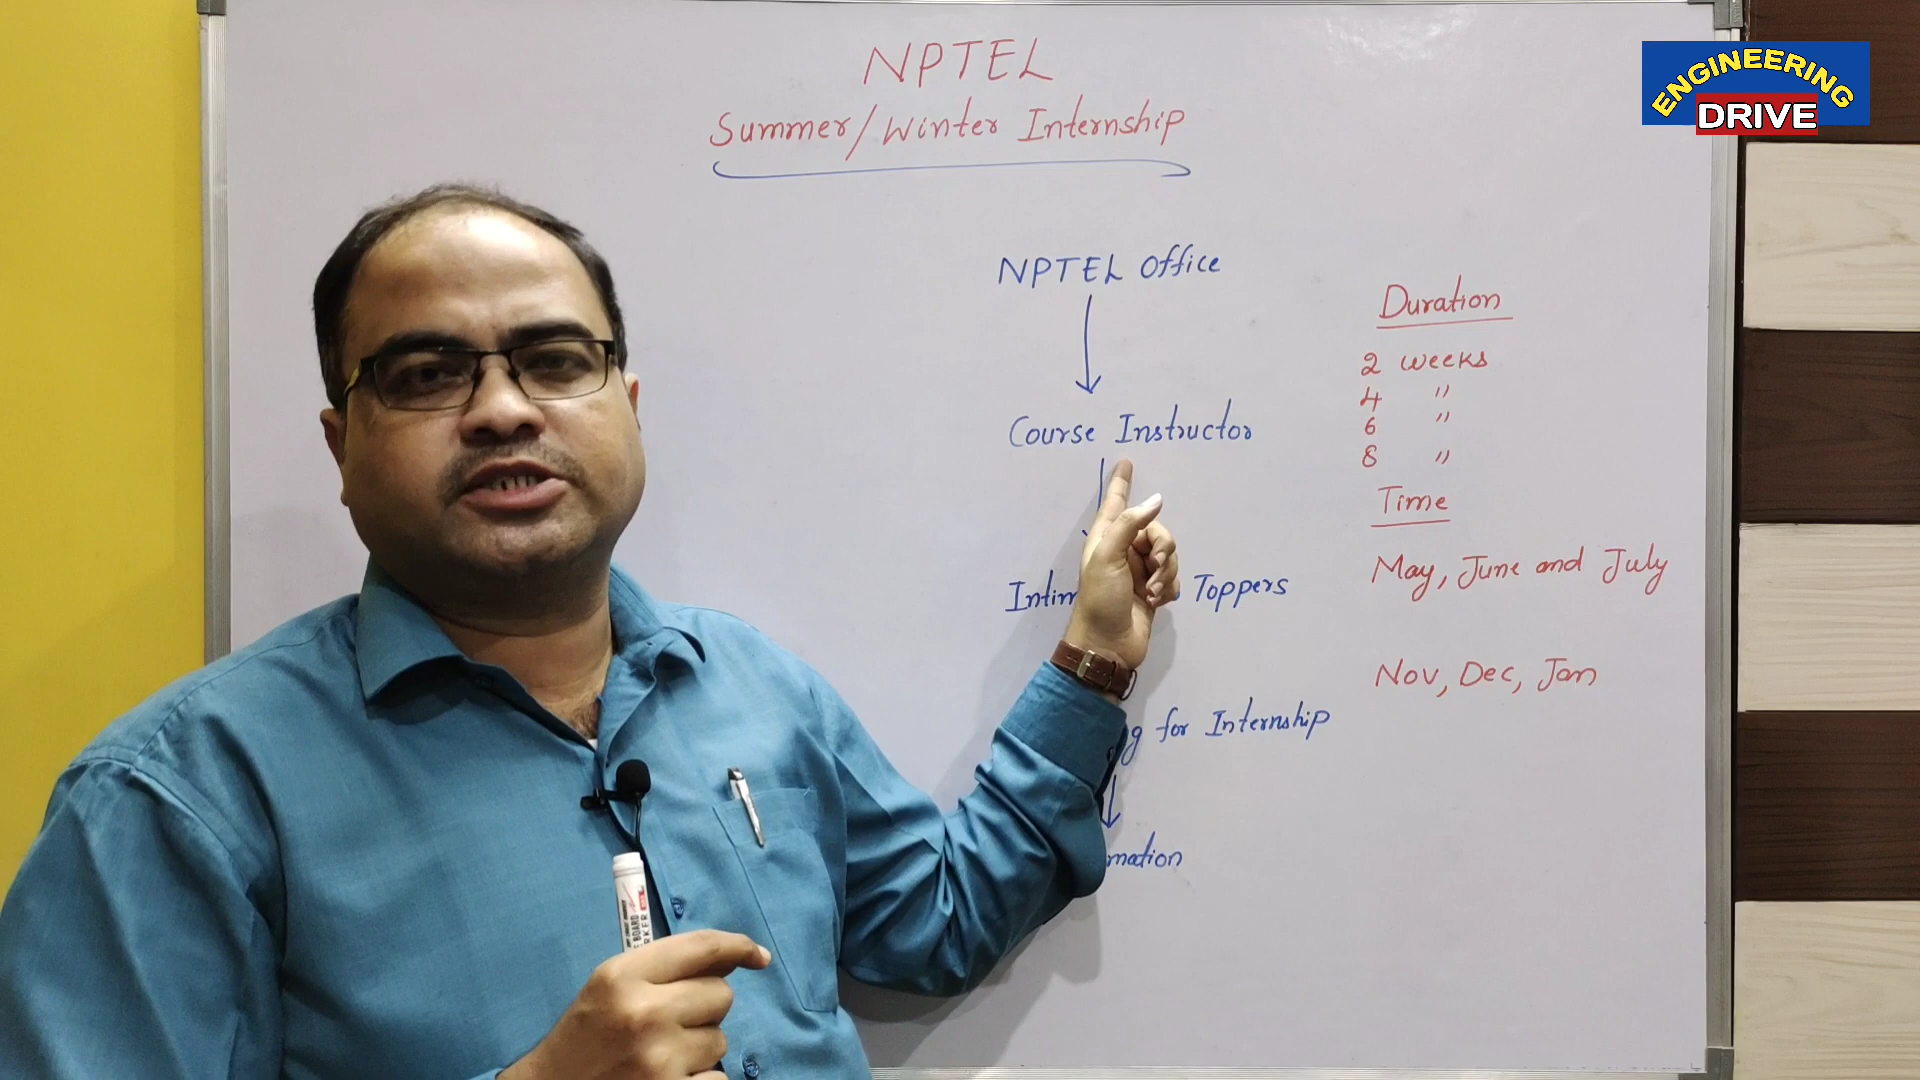 NPTEL
Summer/Winter Internship
ENGINEERING
DRIVE
NPTEL Office
Course Instructor
Toppers
for Internship
Duration
2 weeks
4 "
6 "
8 "
Time
May, June and July
Nov, Dec, Jan